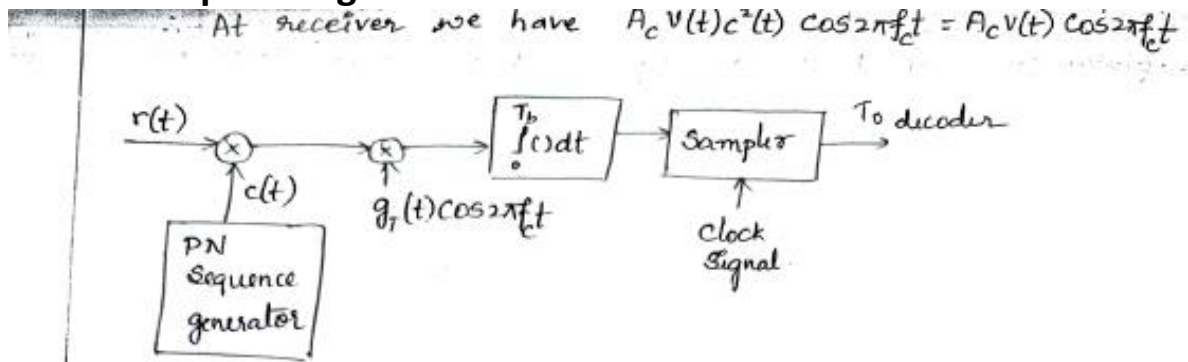 ∴ At receiver we have A_c v(t) c²(t) cos2πf_ct = A_c v(t) cos2πf_ct
r(t)
c(t)
PN
Sequence
generator
g_T(t) cos2πf_ct
T_b
∫()dt
0
Sampler
Clock
Signal
To decoder